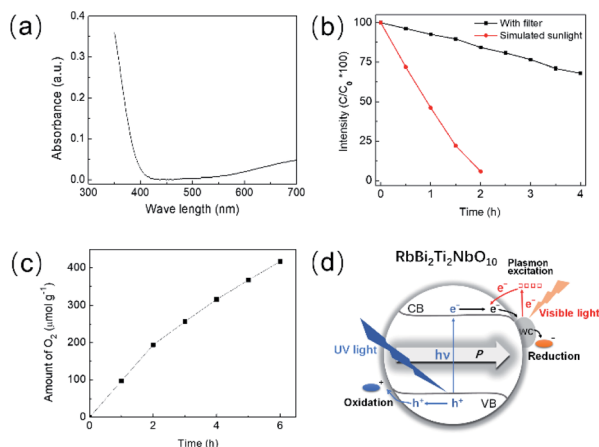 (a)
Absorbance (a.u.)
0.4
0.3
0.2
0.1
0.0
300 400 500 600 700
Wave length (nm)
(b)
Intensity (C/C0 *100)
100
75
50
25
0
With filter
Simulated sunlight
0 1 2 3 4
Time (h)
(c)
Amount of O2 (μmol g-1)
400
300
200
100
0
0 1 2 3 4 5 6
Time (h)
(d)
RbBi2Ti2NbO10
Plasmon
excitation
e-
CB
e-
e-
Visible light
WC
-
Reduction
UV light
hν
P
+
Oxidation
h+
h+
VB